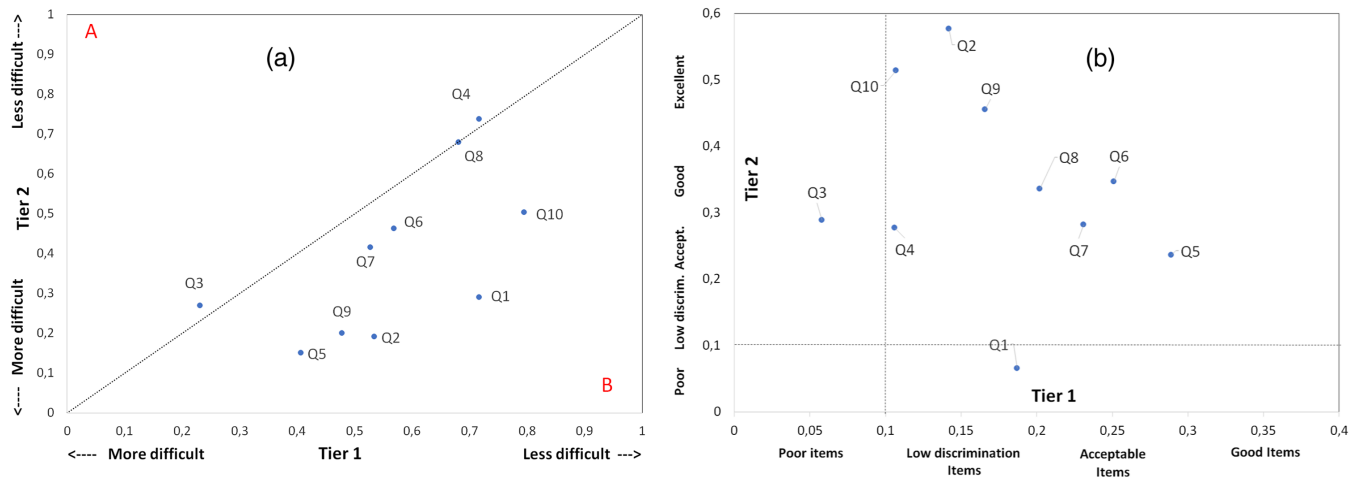 (a)
A
B
1
0,9
0,8
0,7
0,6
0,5
0,4
0,3
0,2
0,1
0
<---- More difficult Tier 2 Less difficult --->
Q4
Q8
Q10
Q6
Q7
Q3
Q1
Q9
Q2
Q5
0 0,1 0,2 0,3 0,4 0,5 0,6 0,7 0,8 0,9 1
<---- More difficult Tier 1 Less difficult --->
(b)
0,6
0,5
0,4
0,3
0,2
0,1
0
Poor Low discrim. Accept. Good Excellent
Tier 2
Q2
Q10
Q9
Q8
Q6
Q3
Q4
Q7
Q5
Q1
Tier 1
0 0,05 0,1 0,15 0,2 0,25 0,3 0,35 0,4
Poor items Low discrimination Items Acceptable Items Good Items